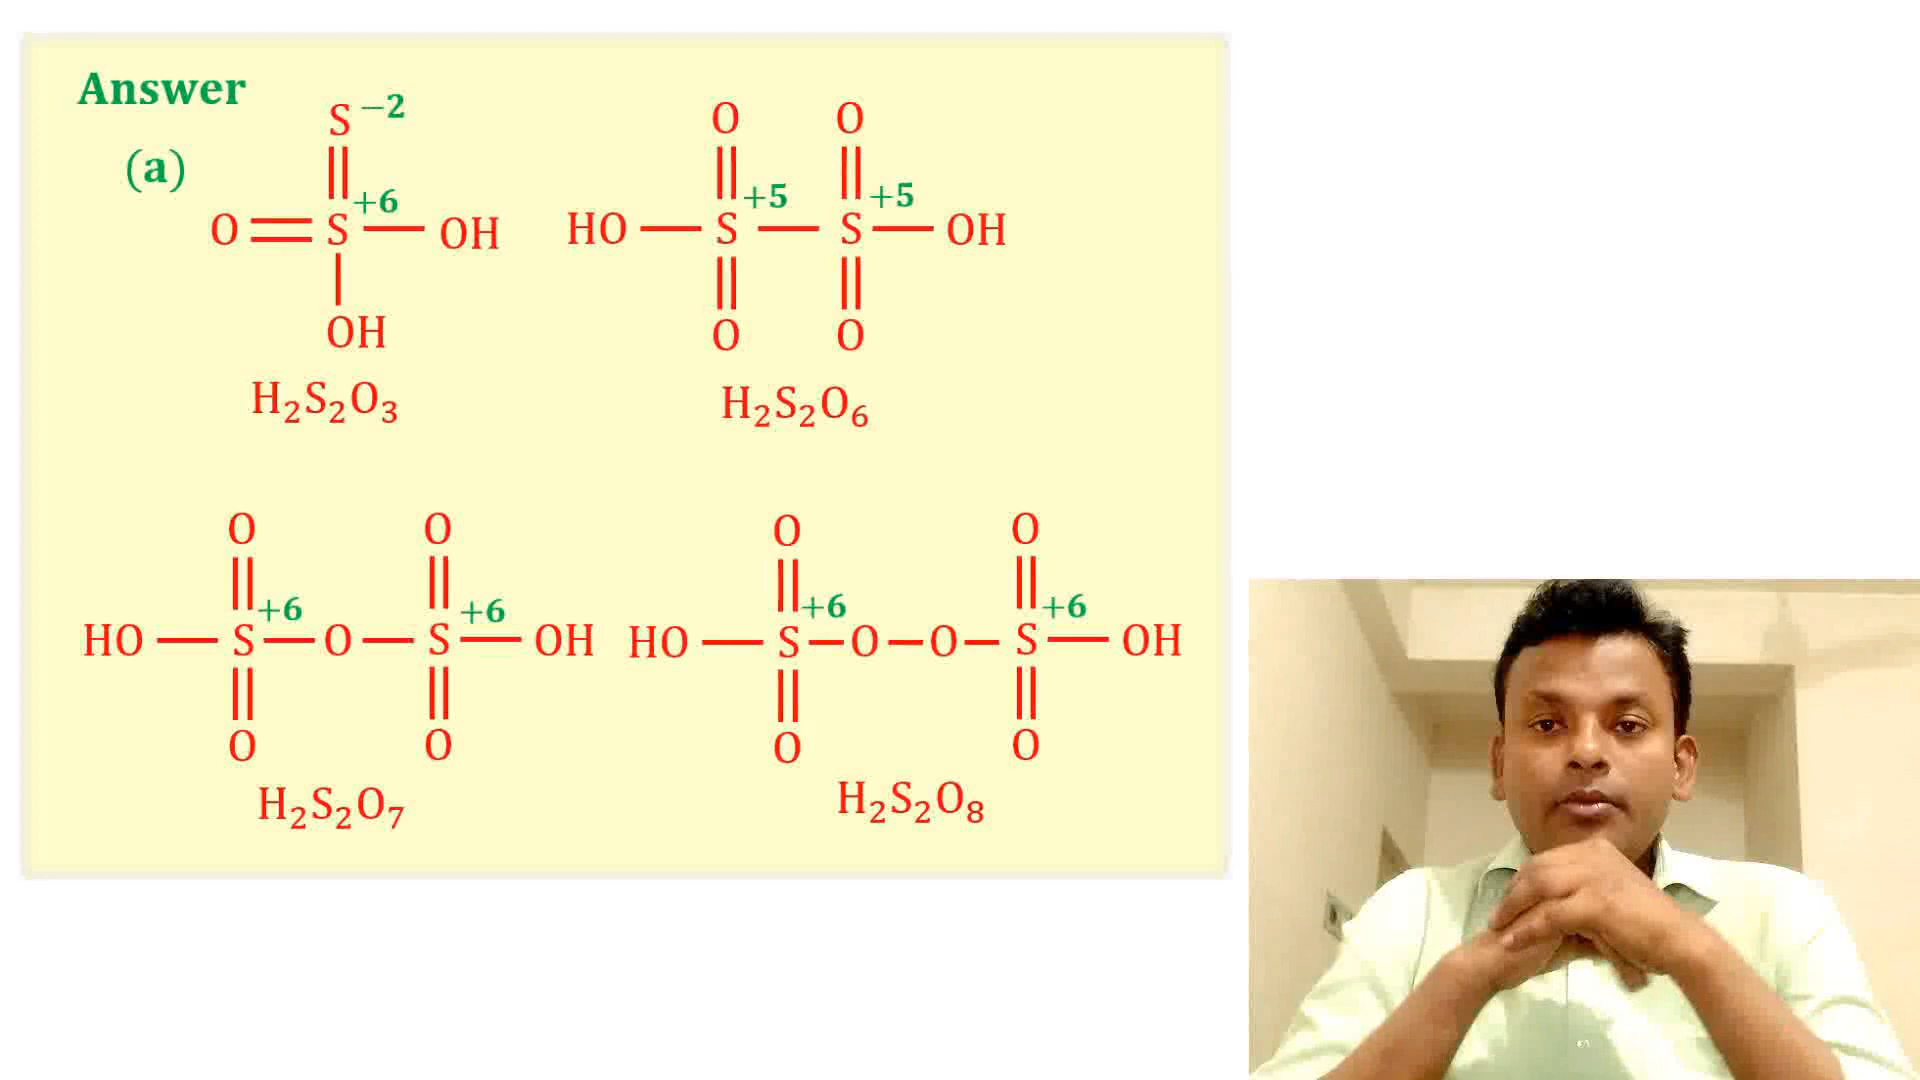 Answer
(a)
S −2
O = S +6 — OH
OH
H₂S₂O₃
O O
HO — S +5 — S +5 — OH
O O
H₂S₂O₆
O O
HO — S +6 — O — S +6 — OH
O O
H₂S₂O₇
O O
HO — S +6 — O — O — S +6 — OH
O O
H₂S₂O₈